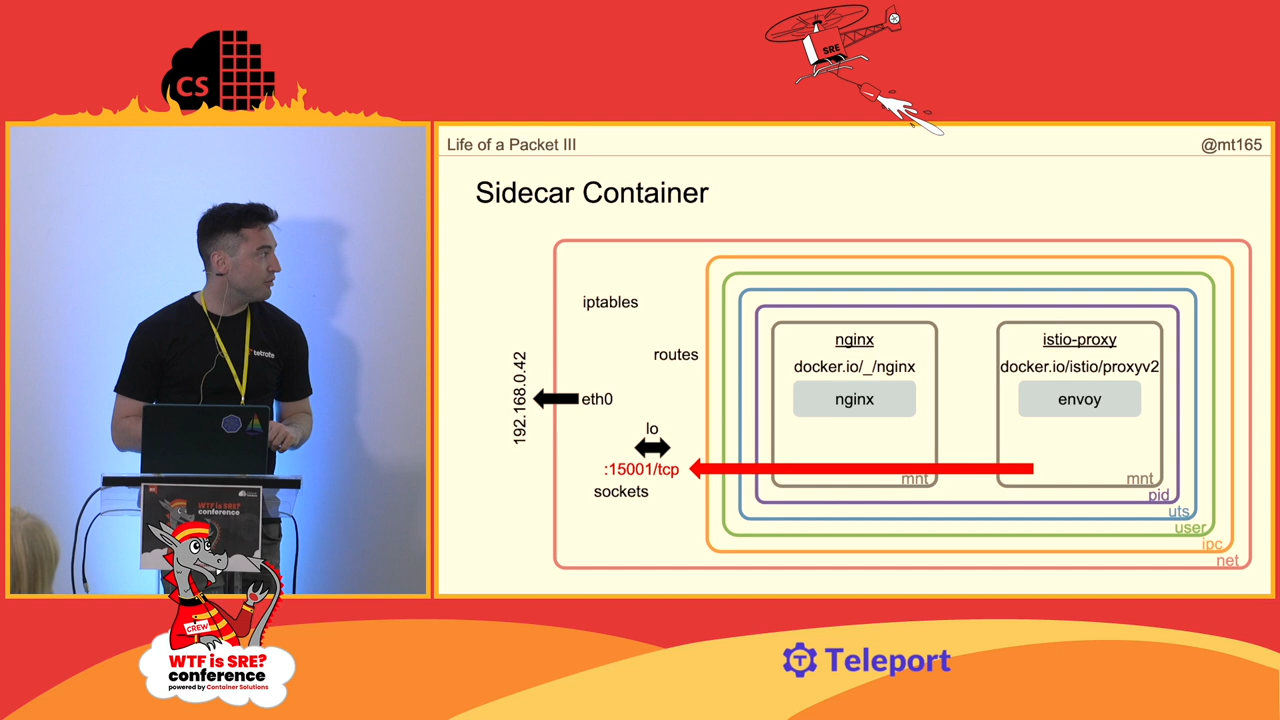 CS
SRE
Life of a Packet III
@mt165
Sidecar Container
iptables
routes
192.168.0.42
eth0
lo
:15001/tcp
sockets
nginx
docker.io/_/nginx
nginx
mnt
istio-proxy
docker.io/istio/proxyv2
envoy
mnt
pid
uts
user
ipc
net
tetrate
WTF is SRE?
conference
CREW
WTF is SRE?
conference
powered by Container Solutions
Teleport